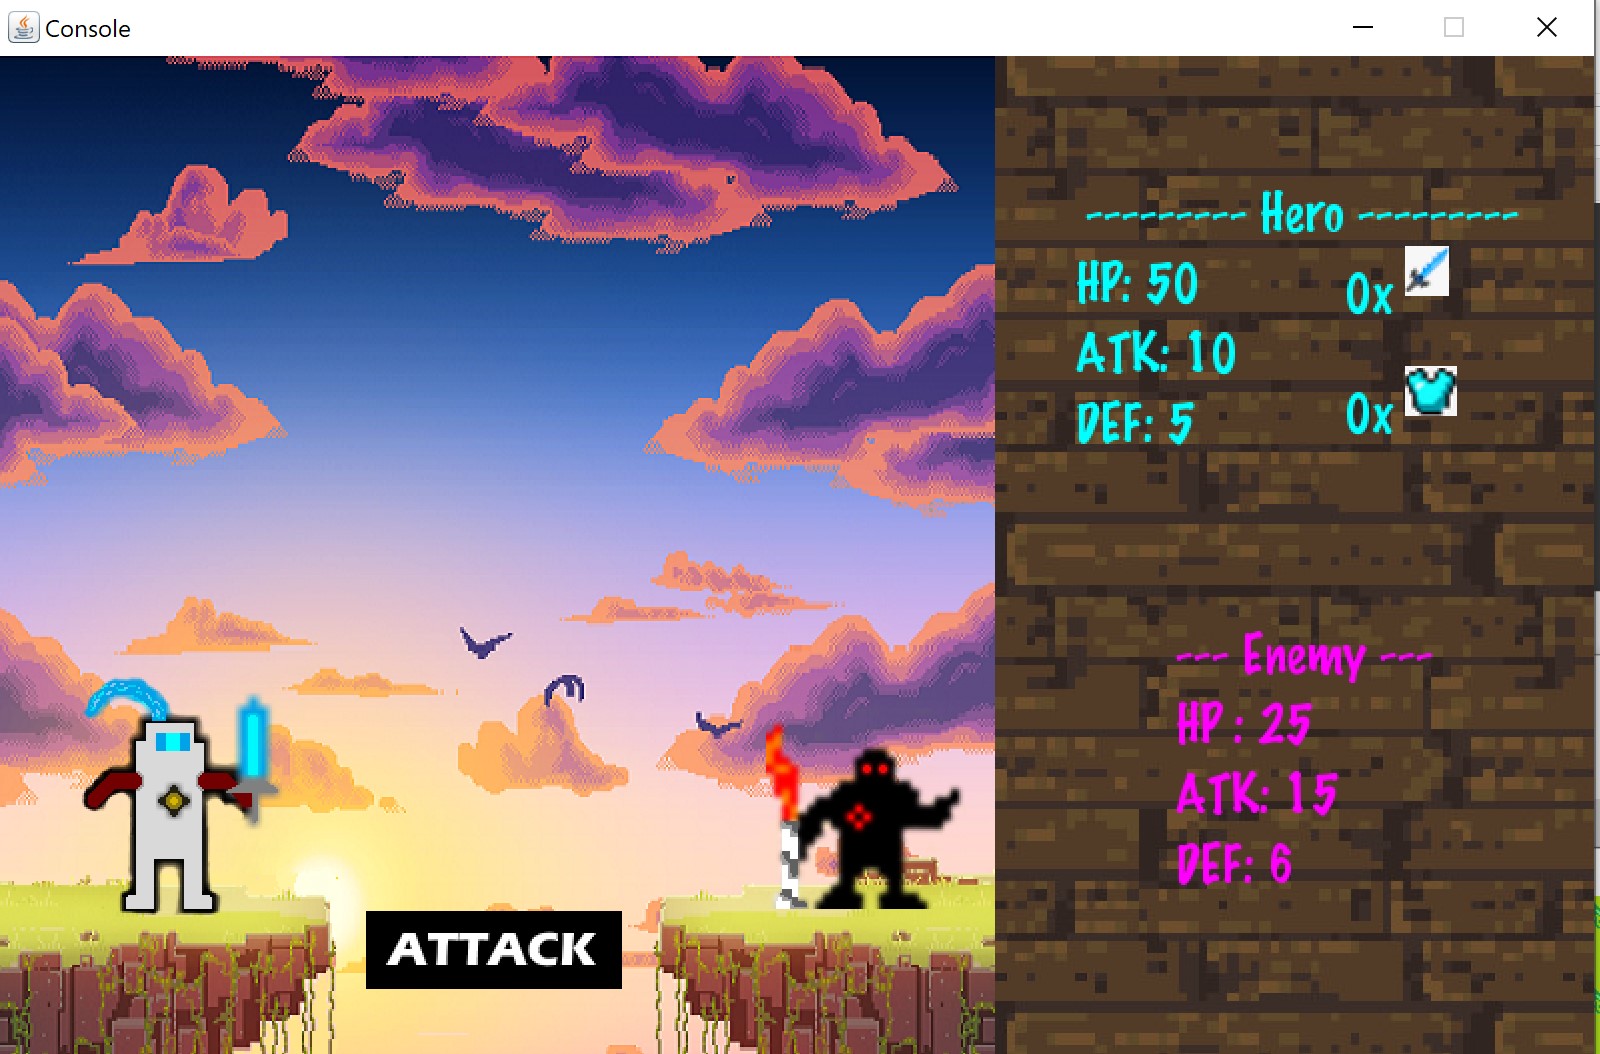 Console
--------- Hero ---------
HP: 50
0x
ATK: 10
0x
DEF: 5
--- Enemy ---
HP : 25
ATK: 15
DEF: 6
ATTACK